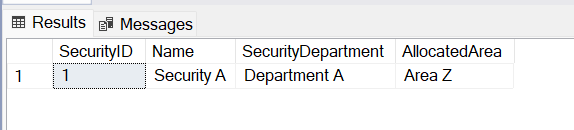 Results Messages
SecurityID Name SecurityDepartment AllocatedArea
1 1 Security A Department A Area Z